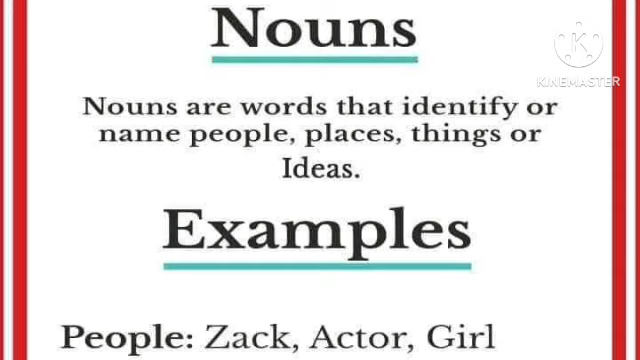 Nouns
KINEMASTER
Nouns are words that identify or
name people, places, things or
Ideas.
Examples
People: Zack, Actor, Girl